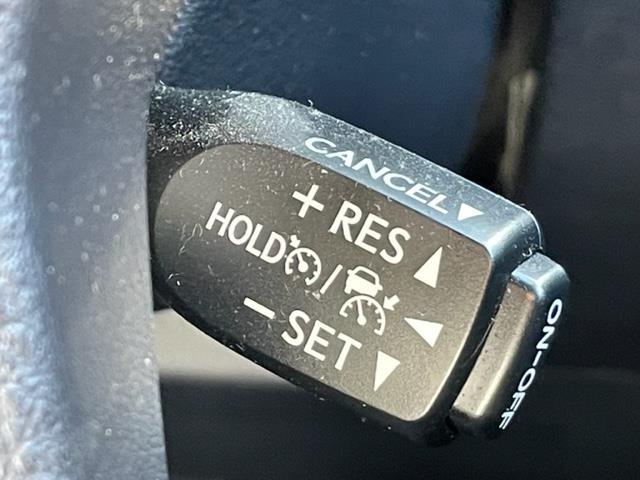 CANCEL ▼
+ RES ▲
HOLD / ◀
- SET ▼
ON-OFF